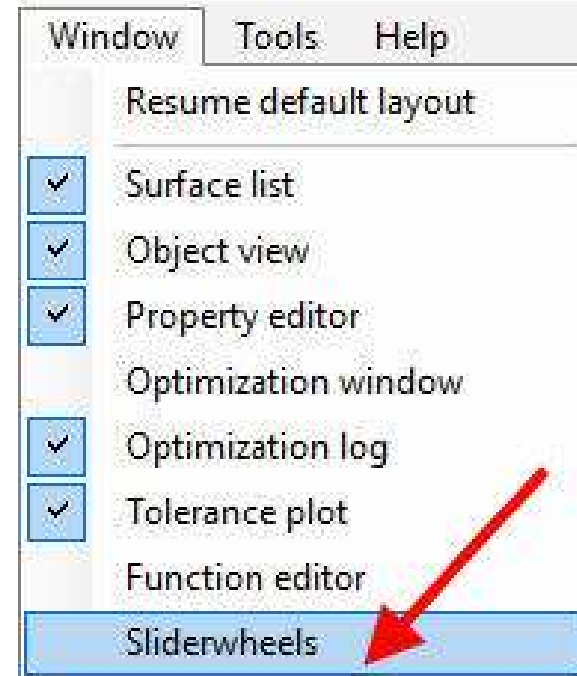 Window Tools Help
Resume default layout
Surface list
Object view
Property editor
Optimization window
Optimization log
Tolerance plot
Function editor
Sliderwheels